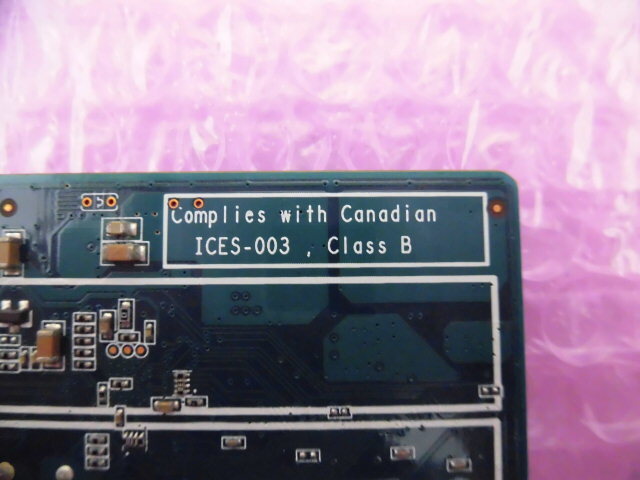 Complies with Canadian
ICES-003 , Class B